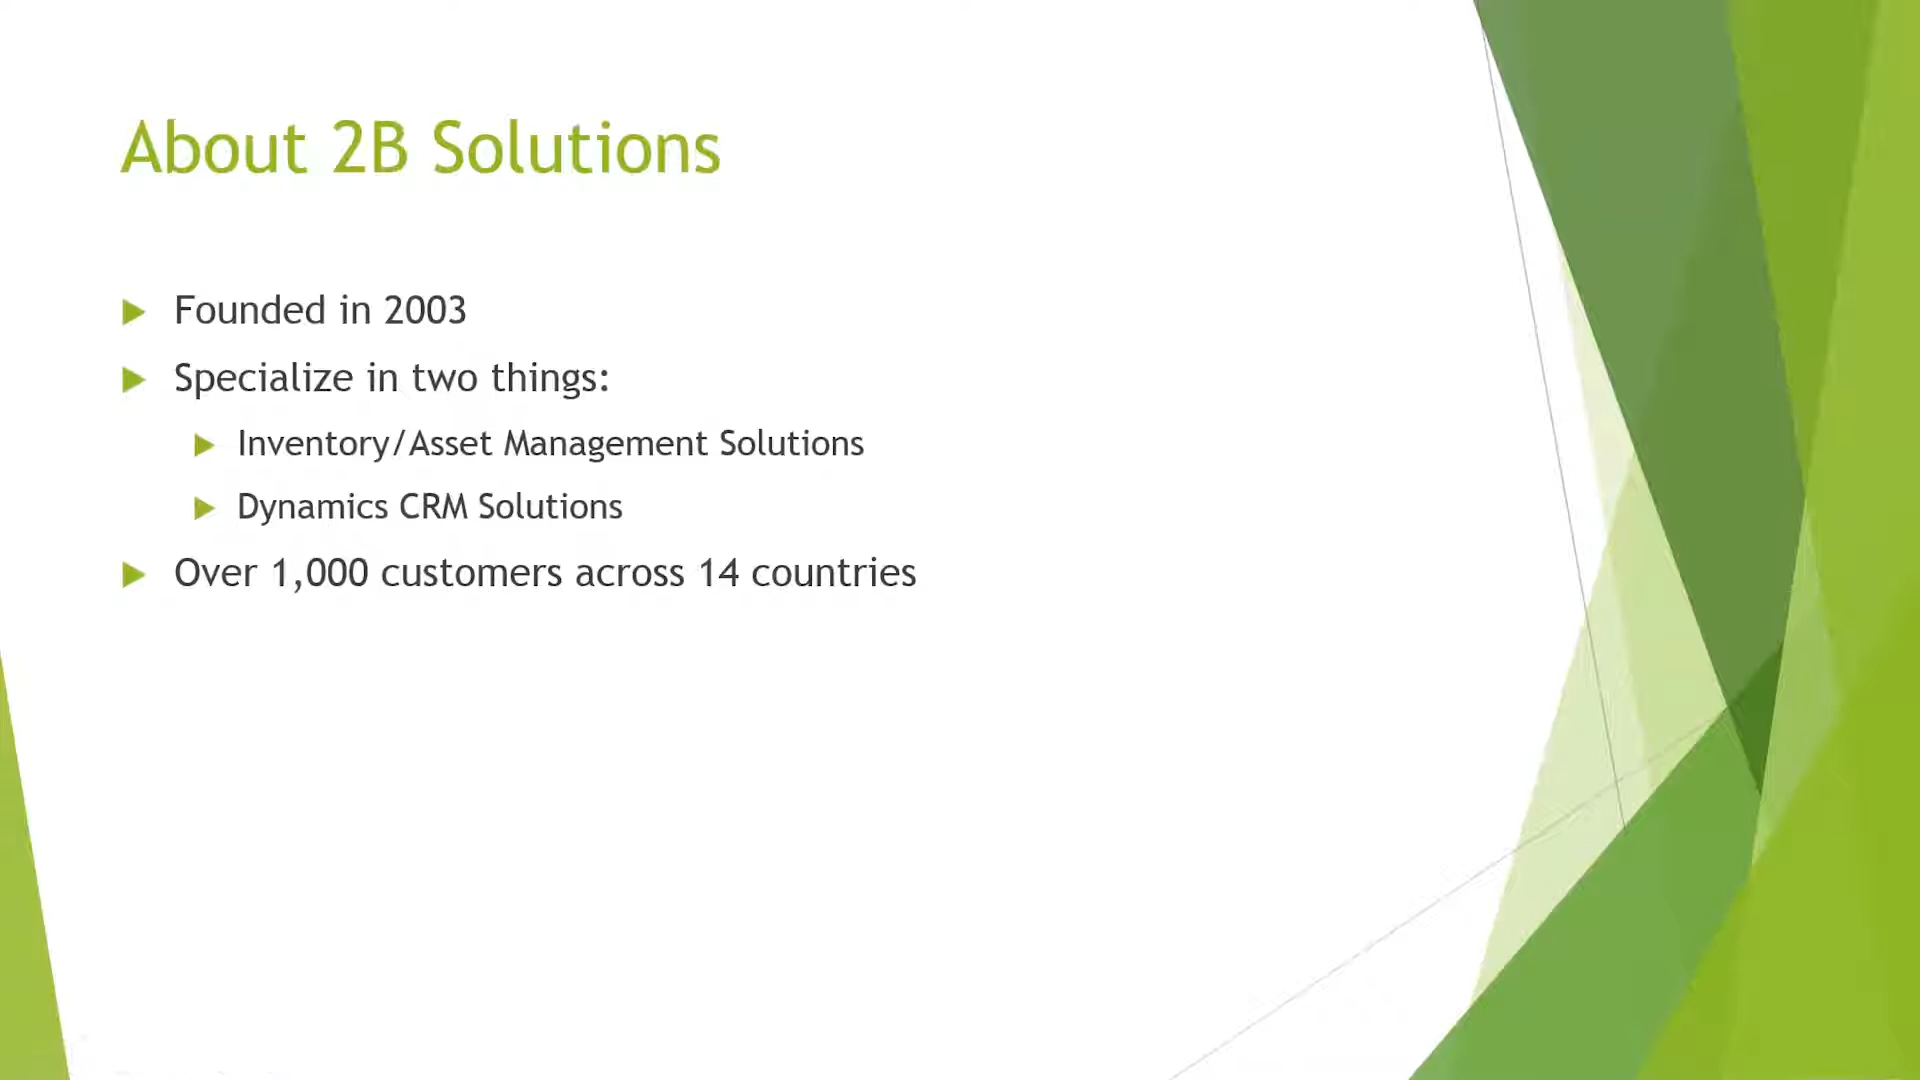 About 2B Solutions
Founded in 2003
Specialize in two things:
Inventory/Asset Management Solutions
Dynamics CRM Solutions
Over 1,000 customers across 14 countries